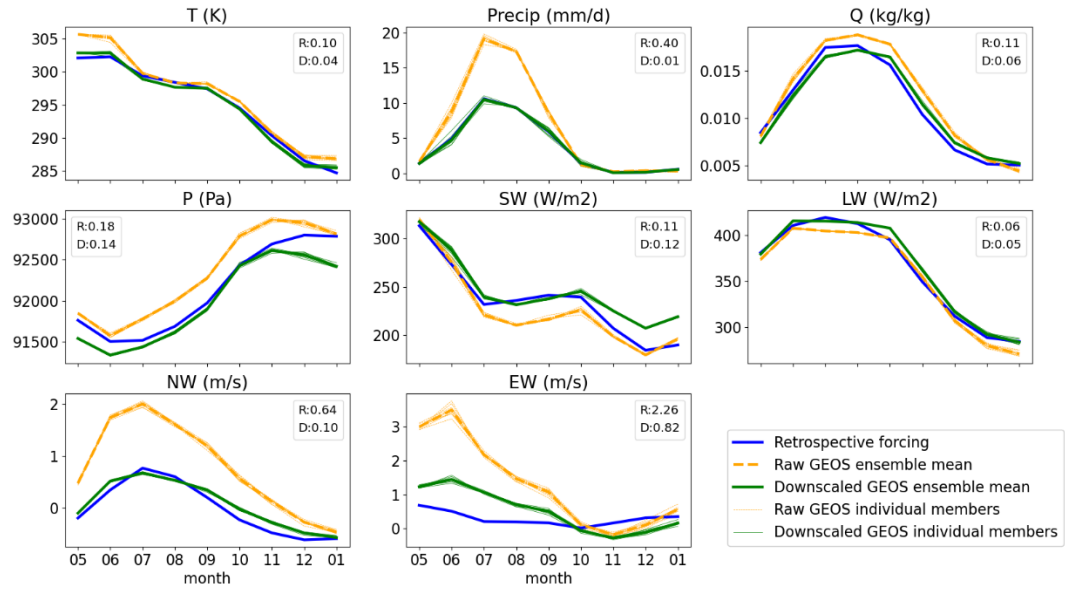 T (K)
305
300
295
290
285
R:0.10
D:0.04
Precip (mm/d)
20
15
10
5
0
R:0.40
D:0.01
Q (kg/kg)
0.015
0.010
0.005
R:0.11
D:0.06
P (Pa)
93000
92500
92000
91500
R:0.18
D:0.14
SW (W/m2)
300
250
200
R:0.11
D:0.12
LW (W/m2)
400
350
300
R:0.06
D:0.05
NW (m/s)
2
1
0
R:0.64
D:0.10
05 06 07 08 09 10 11 12 01
month
EW (m/s)
3
2
1
0
R:2.26
D:0.82
05 06 07 08 09 10 11 12 01
month
Retrospective forcing
Raw GEOS ensemble mean
Downscaled GEOS ensemble mean
Raw GEOS individual members
Downscaled GEOS individual members